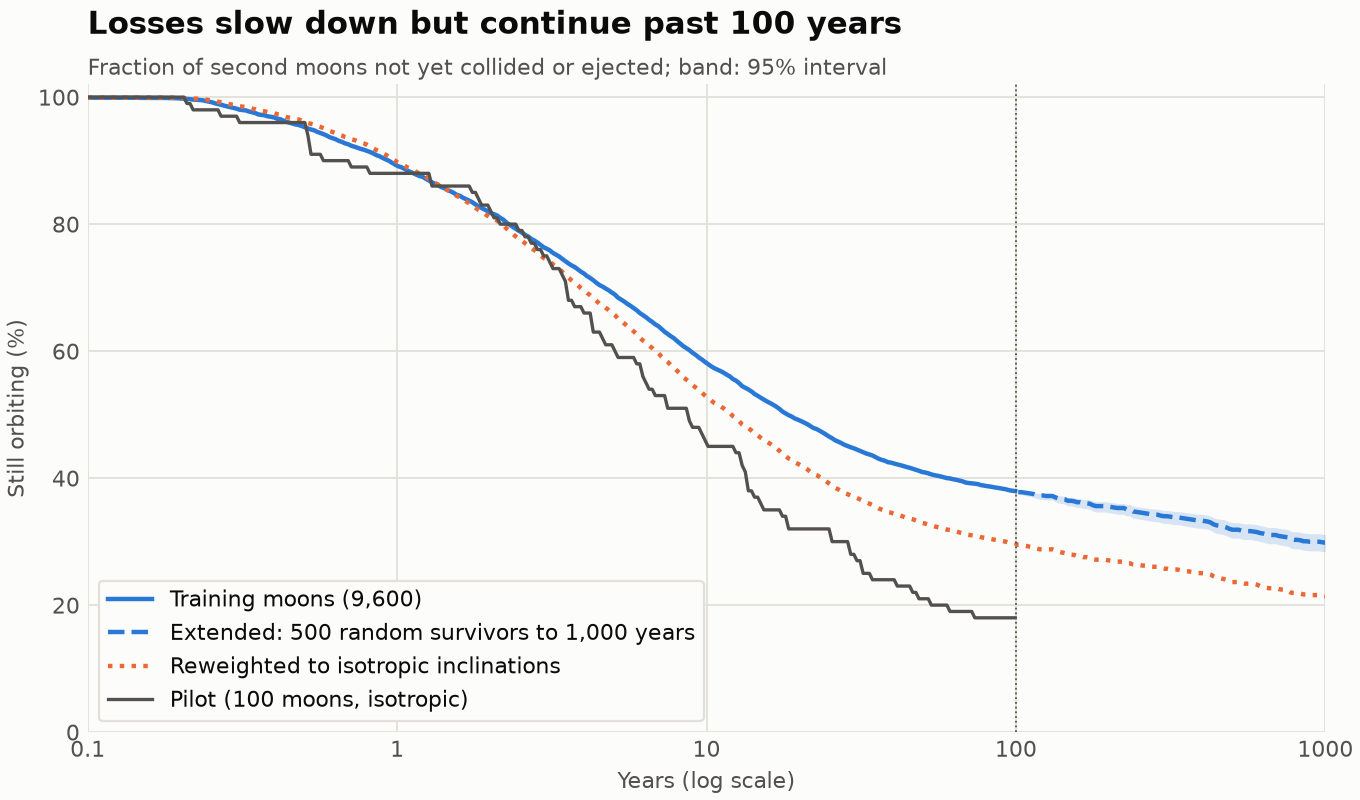 Losses slow down but continue past 100 years
Fraction of second moons not yet collided or ejected; band: 95% interval
100
80
60
40
20
0
Still orbiting (%)
Training moons (9,600)
Extended: 500 random survivors to 1,000 years
Reweighted to isotropic inclinations
Pilot (100 moons, isotropic)
0.1 1 10 100 1000
Years (log scale)